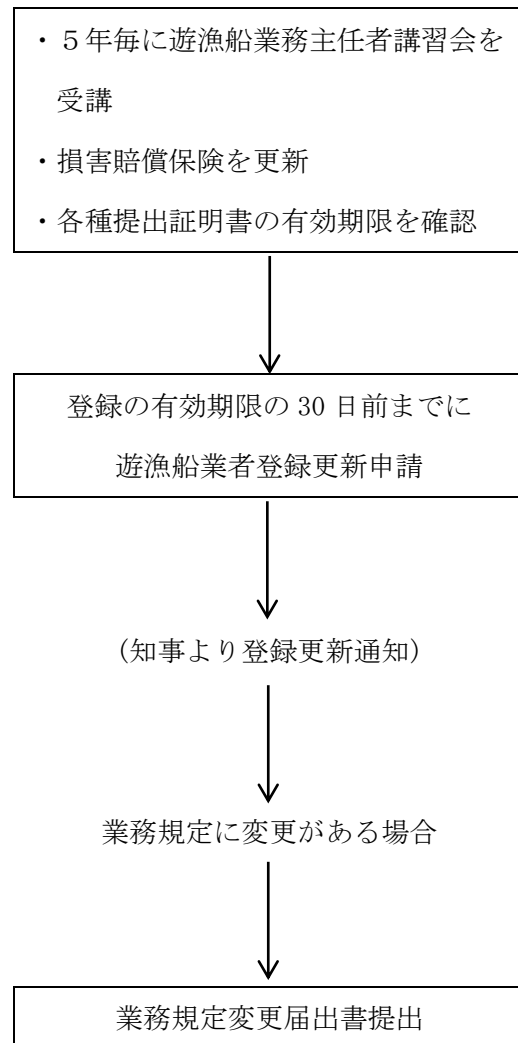 ・５年毎に遊漁船業務主任者講習会を
受講
・損害賠償保険を更新
・各種提出証明書の有効期限を確認
登録の有効期限の 30 日前までに
遊漁船業者登録更新申請
(知事より登録更新通知)
業務規定に変更がある場合
業務規定変更届出書提出